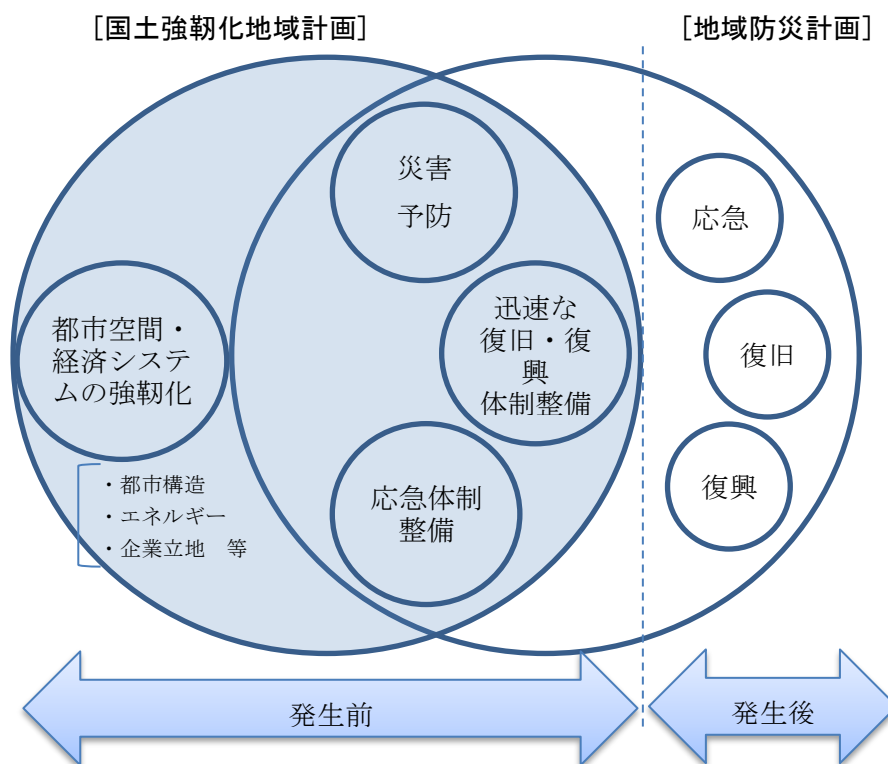 [国土強靭化地域計画]
[地域防災計画]
災害
予防
応急
迅速な
復旧・復
興
体制整備
都市空間・
経済システ
ムの強靭化
復旧
・都市構造
・エネルギー
・企業立地　等
応急体制
整備
復興
発生前
発生後